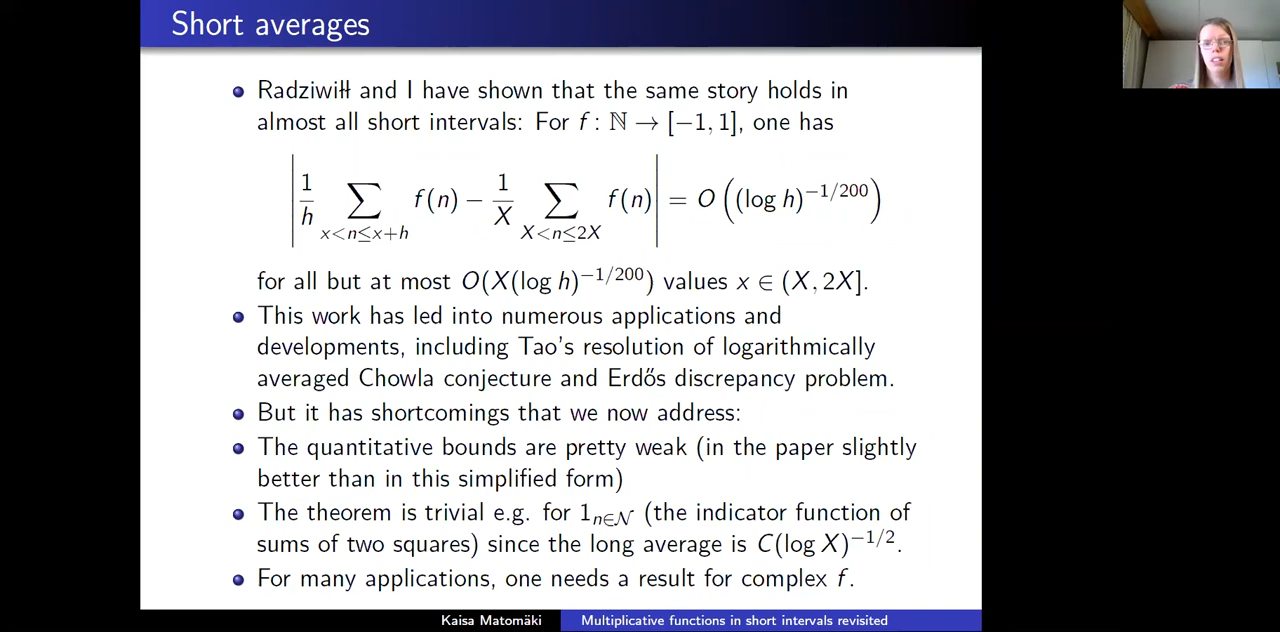 Short averages
Radziwiłł and I have shown that the same story holds in
almost all short intervals: For f : ℕ → [−1, 1], one has
| 1/h ∑_{x<n≤x+h} f(n) − 1/X ∑_{X<n≤2X} f(n) | = O((log h)^{−1/200})
for all but at most O(X(log h)^{−1/200}) values x ∈ (X, 2X].
This work has led into numerous applications and
developments, including Tao's resolution of logarithmically
averaged Chowla conjecture and Erdős discrepancy problem.
But it has shortcomings that we now address:
The quantitative bounds are pretty weak (in the paper slightly
better than in this simplified form)
The theorem is trivial e.g. for 1_{n∈𝒩} (the indicator function of
sums of two squares) since the long average is C(log X)^{−1/2}.
For many applications, one needs a result for complex f.
Kaisa Matomäki Multiplicative functions in short intervals revisited